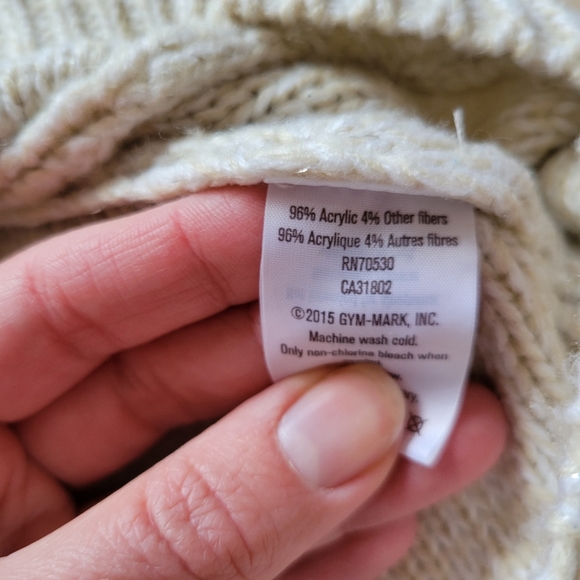 96% Acrylic 4% Other fibers
96% Acrylique 4% Autres fibres
RN70530
CA31802
©2015 GYM-MARK, INC.
Machine wash cold.
Only non-chlorine bleach when